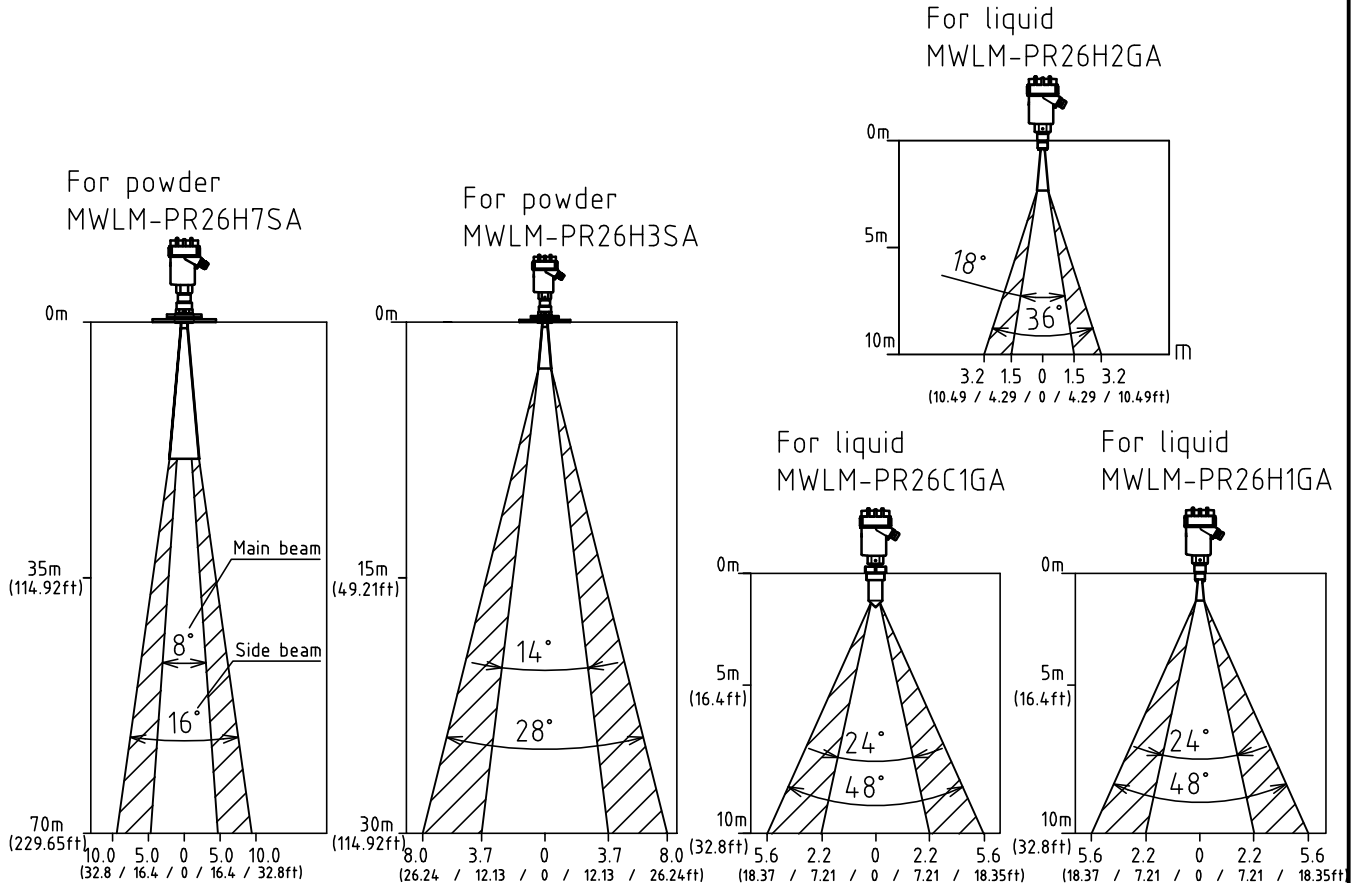 For liquid
MWLM-PR26H2GA
0m
5m
18°
36°
10m
m
3.2 1.5 0 1.5 3.2
(10.49 / 4.29 / 0 / 4.29 / 10.49ft)
For powder
MWLM-PR26H7SA
0m
35m
(114.92ft)
Main beam
8°
Side beam
16°
70m
(229.65ft)
10.0 5.0 0 5.0 10.0
(32.8 / 16.4 / 0 / 16.4 / 32.8ft)
For powder
MWLM-PR26H3SA
0m
15m
(49.21ft)
14°
28°
30m
(114.92ft)
8.0 3.7 0 3.7 8.0
(26.24 / 12.13 / 0 / 12.13 / 26.24ft)
For liquid
MWLM-PR26C1GA
0m
5m
(16.4ft)
24°
48°
10m
(32.8ft)
5.6 2.2 0 2.2 5.6
(18.37 / 7.21 / 0 / 7.21 / 18.35ft)
For liquid
MWLM-PR26H1GA
0m
5m
(16.4ft)
24°
48°
10m
(32.8ft)
5.6 2.2 0 2.2 5.6
(18.37 / 7.21 / 0 / 7.21 / 18.35ft)